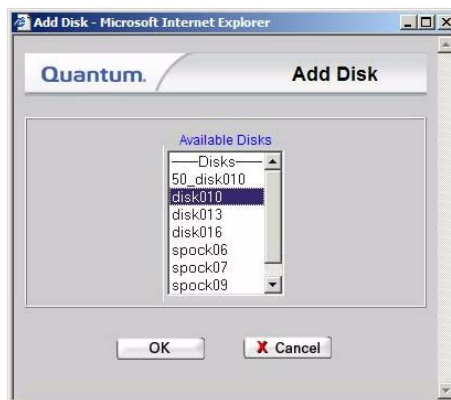 Add Disk - Microsoft Internet Explorer
Quantum.
Add Disk
Available Disks
-----Disks-----
50_disk010
disk010
disk013
disk016
spock06
spock07
spock09
OK
X Cancel